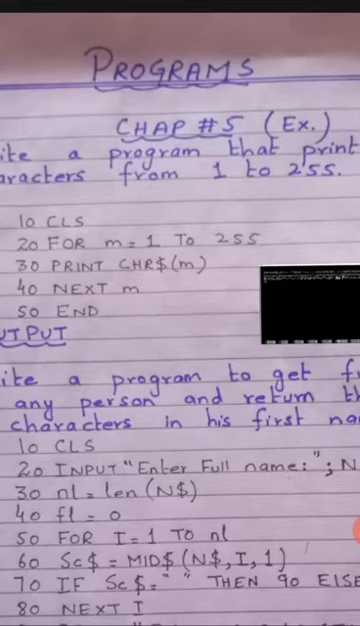 PROGRAMS
CHAP #5 (Ex.)
ite a program that print
aracters from 1 to 255.
10 CLS
20 FOR m = 1 To 255
30 PRINT CHR$(m)
40 NEXT m
50 END
UTPUT
ite a program to get fu
any person and return th
characters in his first na
10 CLS
20 INPUT "Enter Full name:"; N
30 nl = len (N$)
40 fl = 0
50 FOR I = 1 TO nl
60 Sc$ = MID$ (N$, I, 1)
70 IF Sc$ = " " THEN 90 ELSE
80 NEXT I